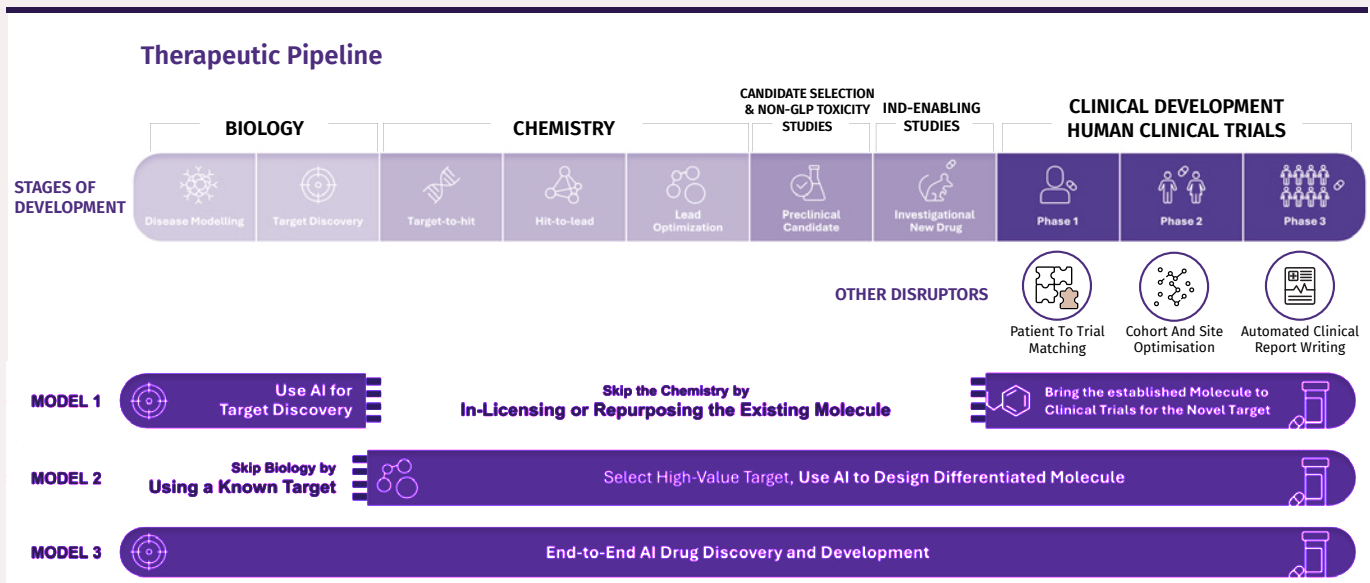 Therapeutic Pipeline
BIOLOGY
CHEMISTRY
CANDIDATE SELECTION
& NON-GLP TOXICITY
STUDIES
IND-ENABLING
STUDIES
CLINICAL DEVELOPMENT
HUMAN CLINICAL TRIALS
STAGES OF
DEVELOPMENT
Disease Modelling
Target Discovery
Target-to-hit
Hit-to-lead
Lead
Optimization
Preclinical
Candidate
Investigational
New Drug
Phase 1
Phase 2
Phase 3
OTHER DISRUPTORS
Patient To Trial
Matching
Cohort And Site
Optimisation
Automated Clinical
Report Writing
MODEL 1
Use AI for
Target Discovery
Skip the Chemistry by
In-Licensing or Repurposing the Existing Molecule
Bring the established Molecule to
Clinical Trials for the Novel Target
MODEL 2
Skip Biology by
Using a Known Target
Select High-Value Target, Use AI to Design Differentiated Molecule
MODEL 3
End-to-End AI Drug Discovery and Development